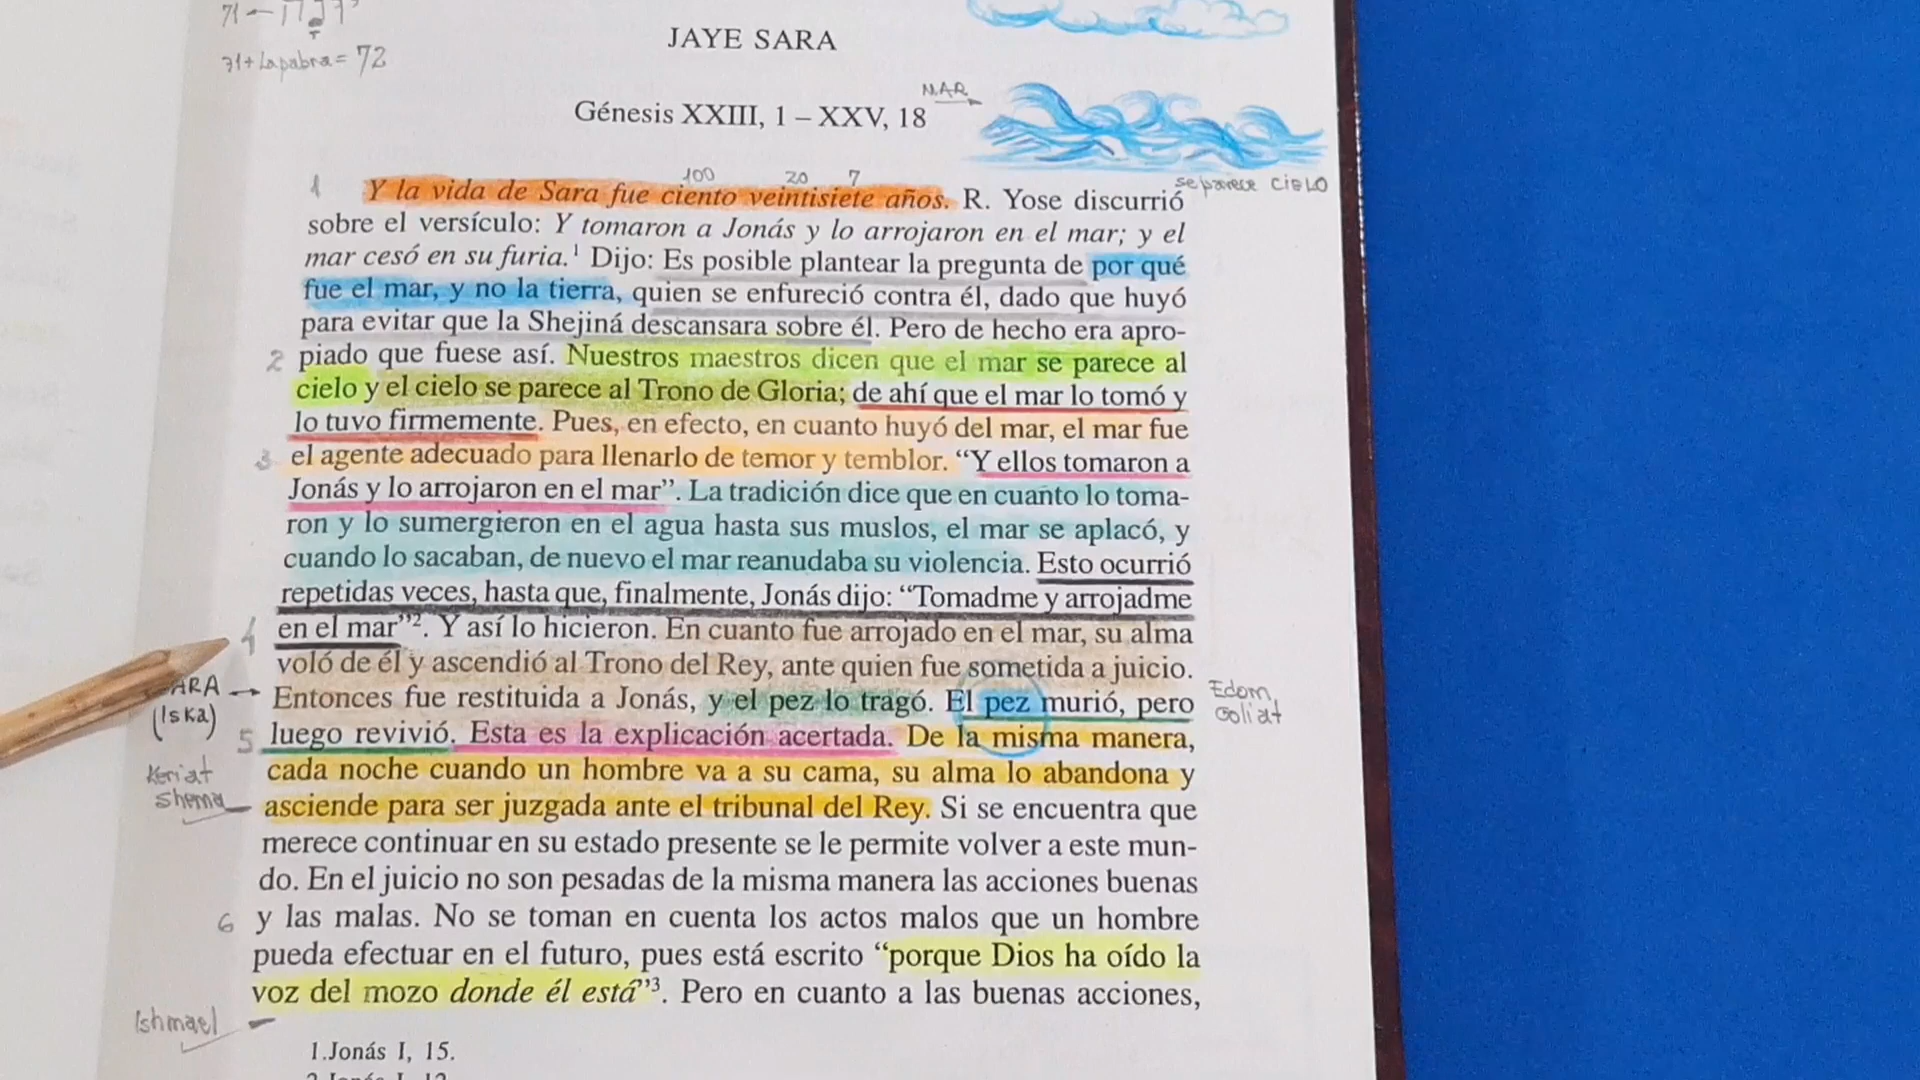 71 —
71 + La palabra = 72
JAYE SARA
Génesis XXIII, 1 – XXV, 18
MAR
se parece CIELO
100 20 7
1 Y la vida de Sara fue ciento veintisiete años. R. Yose discurrió
sobre el versículo: Y tomaron a Jonás y lo arrojaron en el mar; y el
mar cesó en su furia.¹ Dijo: Es posible plantear la pregunta de por qué
fue el mar, y no la tierra, quien se enfureció contra él, dado que huyó
para evitar que la Shejiná descansara sobre él. Pero de hecho era apro-
2 piado que fuese así. Nuestros maestros dicen que el mar se parece al
cielo y el cielo se parece al Trono de Gloria; de ahí que el mar lo tomó y
lo tuvo firmemente. Pues, en efecto, en cuanto huyó del mar, el mar fue
3 el agente adecuado para llenarlo de temor y temblor. “Y ellos tomaron a
Jonás y lo arrojaron en el mar”. La tradición dice que en cuanto lo toma-
ron y lo sumergieron en el agua hasta sus muslos, el mar se aplacó, y
cuando lo sacaban, de nuevo el mar reanudaba su violencia. Esto ocurrió
repetidas veces, hasta que, finalmente, Jonás dijo: “Tomadme y arrojadme
4 en el mar”². Y así lo hicieron. En cuanto fue arrojado en el mar, su alma
voló de él y ascendió al Trono del Rey, ante quien fue sometida a juicio.
Entonces fue restituida a Jonás, y el pez lo tragó. El pez murió, pero
5 luego revivió. Esta es la explicación acertada. De la misma manera,
cada noche cuando un hombre va a su cama, su alma lo abandona y
asciende para ser juzgada ante el tribunal del Rey. Si se encuentra que
merece continuar en su estado presente se le permite volver a este mun-
do. En el juicio no son pesadas de la misma manera las acciones buenas
6 y las malas. No se toman en cuenta los actos malos que un hombre
pueda efectuar en el futuro, pues está escrito “porque Dios ha oído la
voz del mozo donde él está”³. Pero en cuanto a las buenas acciones,
(Iska)
Keriat
Shema
Ishmael
Edom,
Goliat
1.Jonás I, 15.